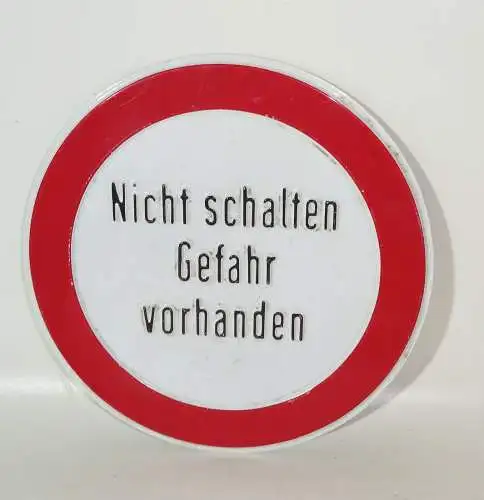 Nicht schalten
Gefahr
vorhanden